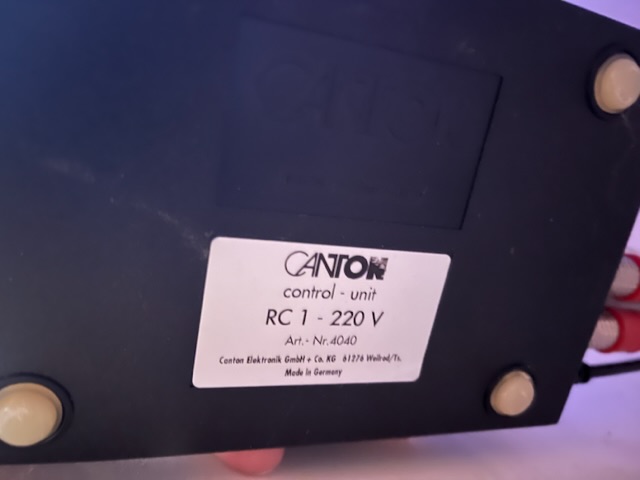 CANTON
control - unit
RC 1 - 220 V
Art.- Nr. 4040
Canton Elektronik GmbH + Co. KG 61276 Weilrod/Ts.
Made in Germany